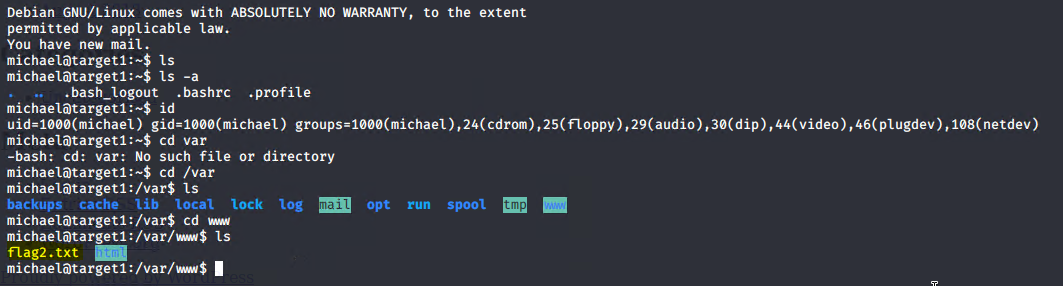 Debian GNU/Linux comes with ABSOLUTELY NO WARRANTY, to the extent
permitted by applicable law.
You have new mail.
michael@target1:~$ ls
michael@target1:~$ ls -a
.  ..  .bash_logout  .bashrc  .profile
michael@target1:~$ id
uid=1000(michael) gid=1000(michael) groups=1000(michael),24(cdrom),25(floppy),29(audio),30(dip),44(video),46(plugdev),108(netdev)
michael@target1:~$ cd var
-bash: cd: var: No such file or directory
michael@target1:~$ cd /var
michael@target1:/var$ ls
backups  cache  lib  local  lock  log  mail  opt  run  spool  tmp  www
michael@target1:/var$ cd www
michael@target1:/var/www$ ls
flag2.txt  html
michael@target1:/var/www$
Proudly powered by WordPress